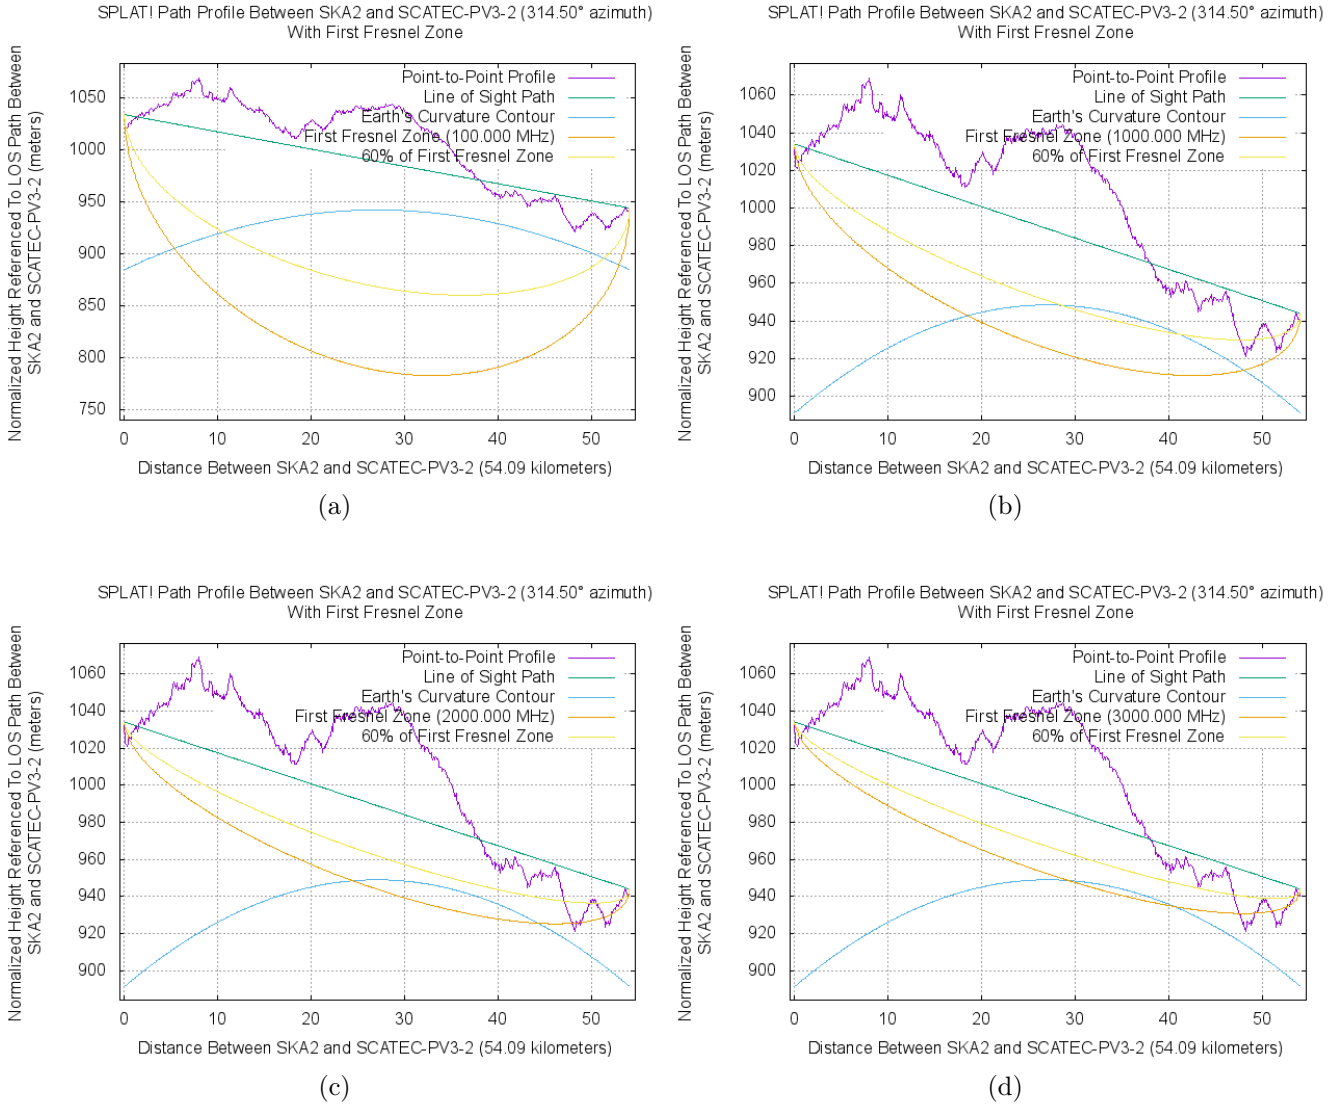 SPLAT! Path Profile Between SKA2 and SCATEC-PV3-2 (314.50° azimuth)
With First Fresnel Zone
Normalized Height Referenced To LOS Path Between
SKA2 and SCATEC-PV3-2 (meters)
Point-to-Point Profile
Line of Sight Path
Earth's Curvature Contour
First Fresnel Zone (100.000 MHz)
60% of First Fresnel Zone
1050
1000
950
900
850
800
750
0 10 20 30 40 50
Distance Between SKA2 and SCATEC-PV3-2 (54.09 kilometers)
(a)
SPLAT! Path Profile Between SKA2 and SCATEC-PV3-2 (314.50° azimuth)
With First Fresnel Zone
Normalized Height Referenced To LOS Path Between
SKA2 and SCATEC-PV3-2 (meters)
Point-to-Point Profile
Line of Sight Path
Earth's Curvature Contour
First Fresnel Zone (1000.000 MHz)
60% of First Fresnel Zone
1060
1040
1020
1000
980
960
940
920
900
0 10 20 30 40 50
Distance Between SKA2 and SCATEC-PV3-2 (54.09 kilometers)
(b)
SPLAT! Path Profile Between SKA2 and SCATEC-PV3-2 (314.50° azimuth)
With First Fresnel Zone
Normalized Height Referenced To LOS Path Between
SKA2 and SCATEC-PV3-2 (meters)
Point-to-Point Profile
Line of Sight Path
Earth's Curvature Contour
First Fresnel Zone (2000.000 MHz)
60% of First Fresnel Zone
1060
1040
1020
1000
980
960
940
920
900
0 10 20 30 40 50
Distance Between SKA2 and SCATEC-PV3-2 (54.09 kilometers)
(c)
SPLAT! Path Profile Between SKA2 and SCATEC-PV3-2 (314.50° azimuth)
With First Fresnel Zone
Normalized Height Referenced To LOS Path Between
SKA2 and SCATEC-PV3-2 (meters)
Point-to-Point Profile
Line of Sight Path
Earth's Curvature Contour
First Fresnel Zone (3000.000 MHz)
60% of First Fresnel Zone
1060
1040
1020
1000
980
960
940
920
900
0 10 20 30 40 50
Distance Between SKA2 and SCATEC-PV3-2 (54.09 kilometers)
(d)